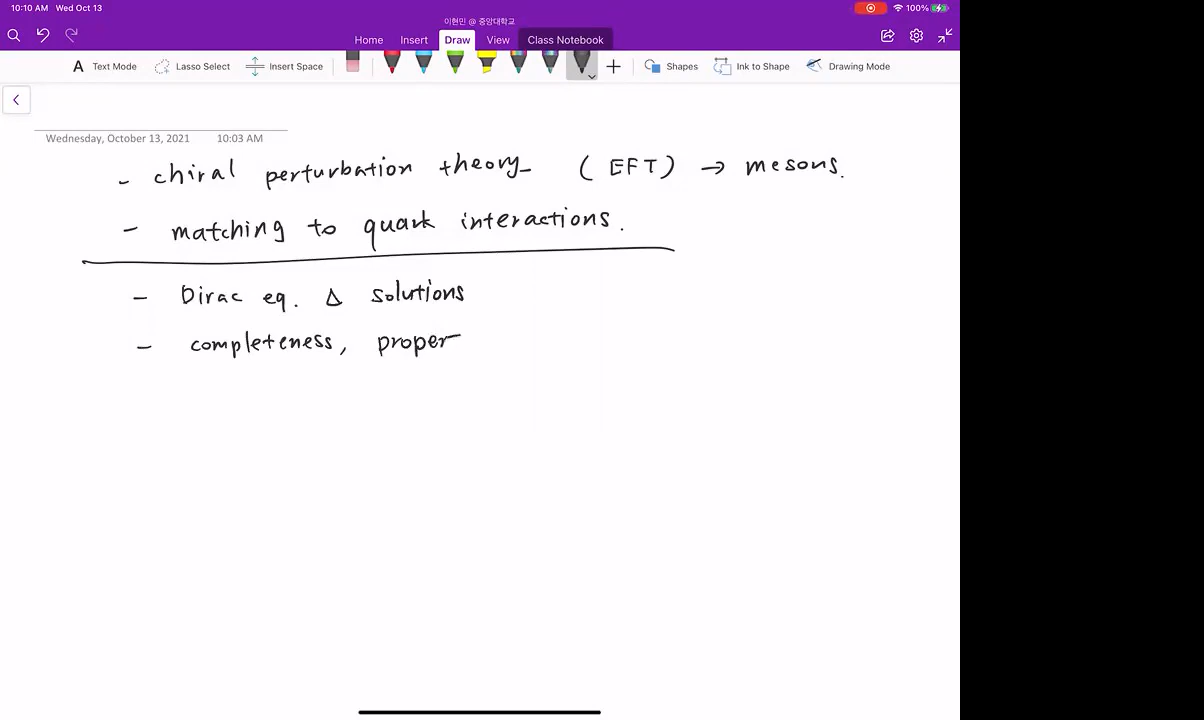 10:10 AM Wed Oct 13 100%
이현민 @ 중앙대학교
Home Insert Draw View Class Notebook
A Text Mode Lasso Select Insert Space Shapes Ink to Shape Drawing Mode
Wednesday, October 13, 2021 10:03 AM
- chiral perturbation theory (EFT) → mesons.
- matching to quark interactions.
- Dirac eq. & solutions
- completeness, proper